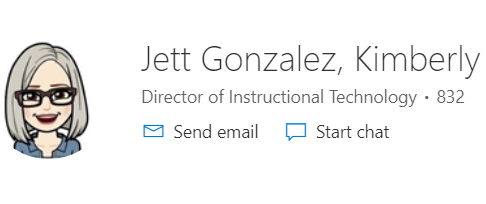 Jett Gonzalez, Kimberly
Director of Instructional Technology • 832
Send email Start chat